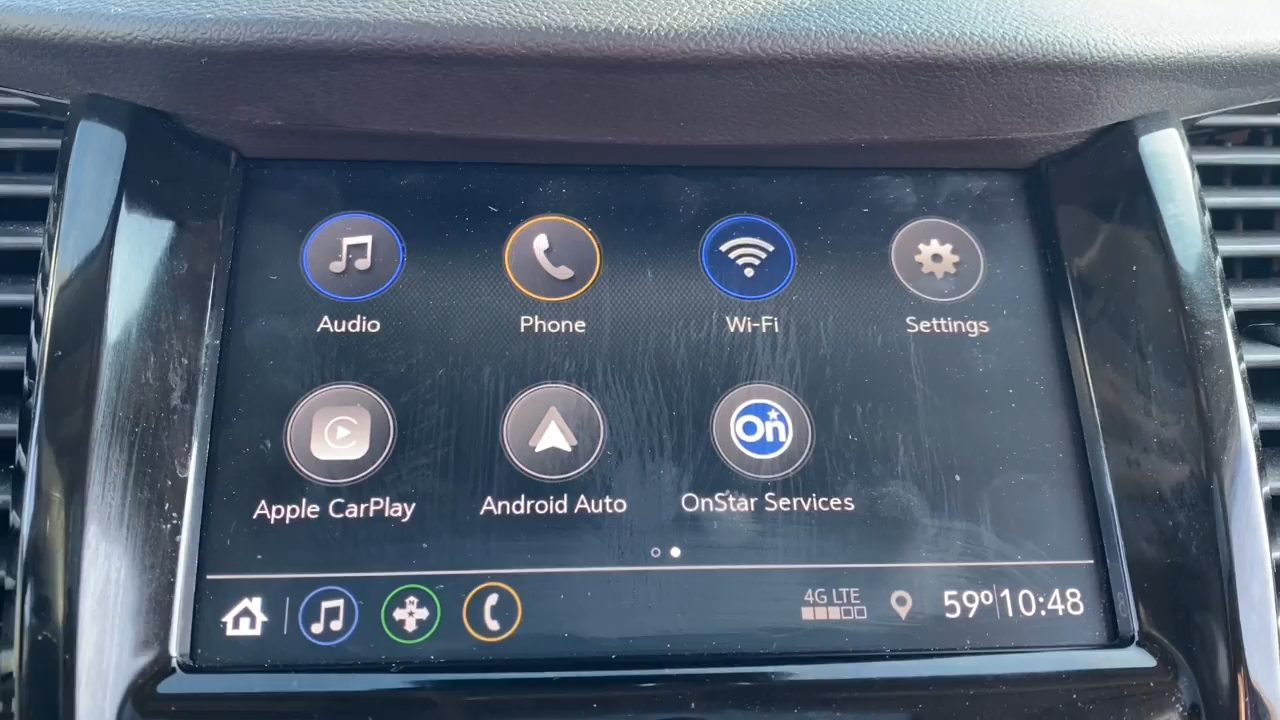 Audio Phone Wi-Fi Settings
On
Apple CarPlay Android Auto OnStar Services
4G LTE
59° 10:48